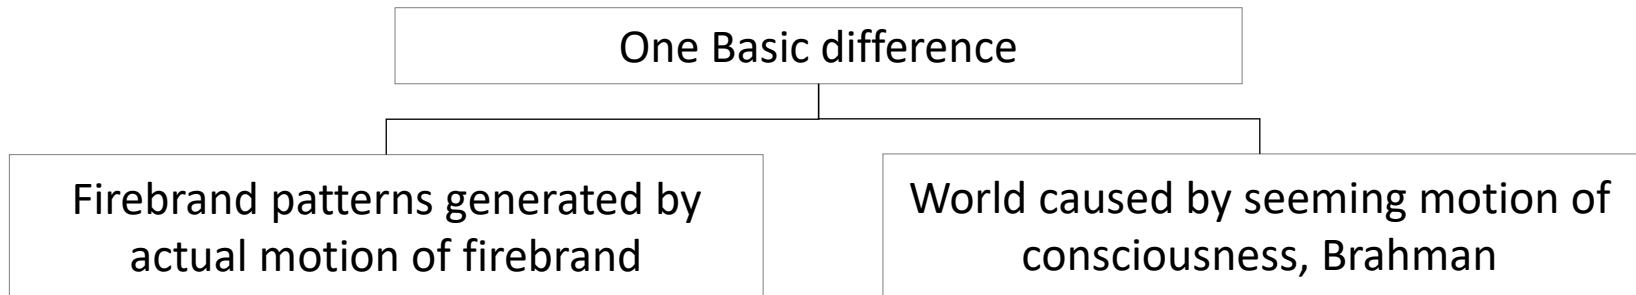 One Basic difference
Firebrand patterns generated by
actual motion of firebrand
World caused by seeming motion of
consciousness, Brahman